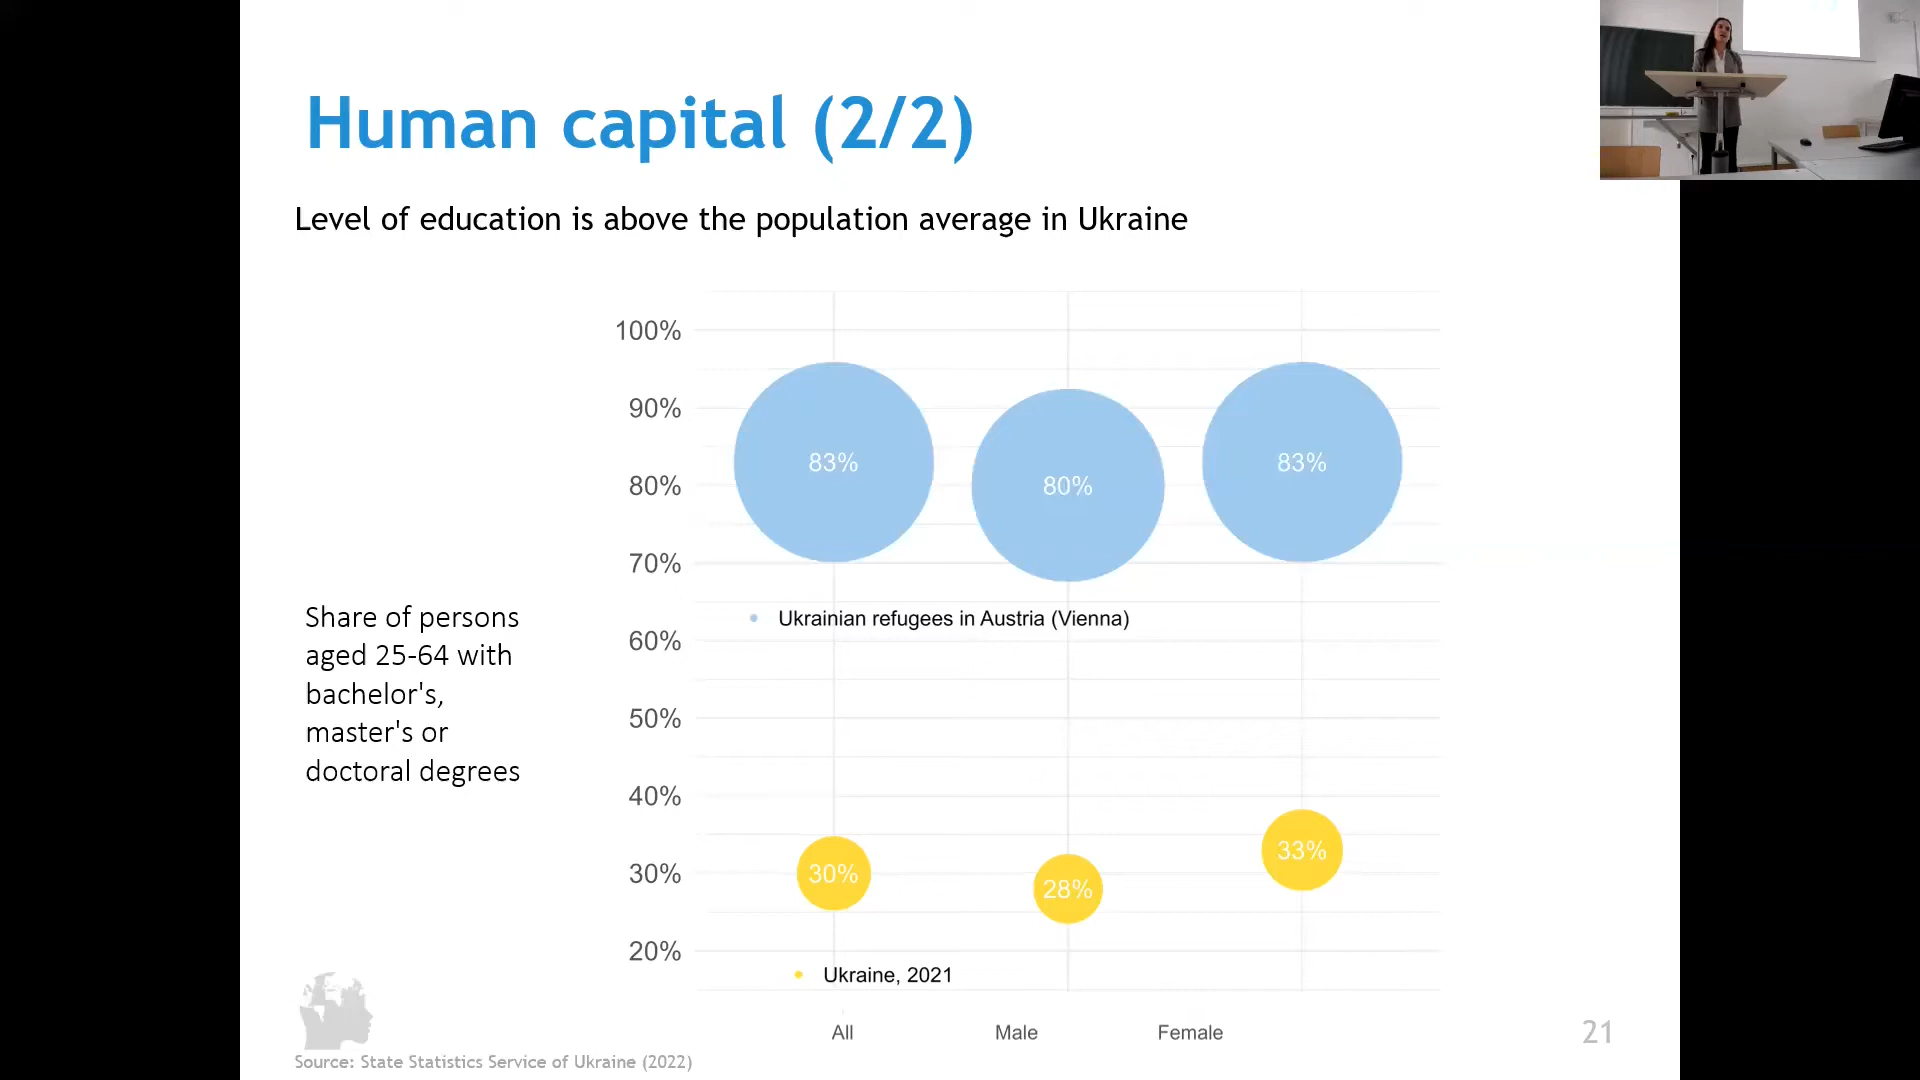 Human capital (2/2)
Level of education is above the population average in Ukraine
Share of persons
aged 25-64 with
bachelor's,
master's or
doctoral degrees
100%
90%
80%
70%
60%
50%
40%
30%
20%
83%
80%
83%
Ukrainian refugees in Austria (Vienna)
30%
28%
33%
Ukraine, 2021
All
Male
Female
Source: State Statistics Service of Ukraine (2022)
21